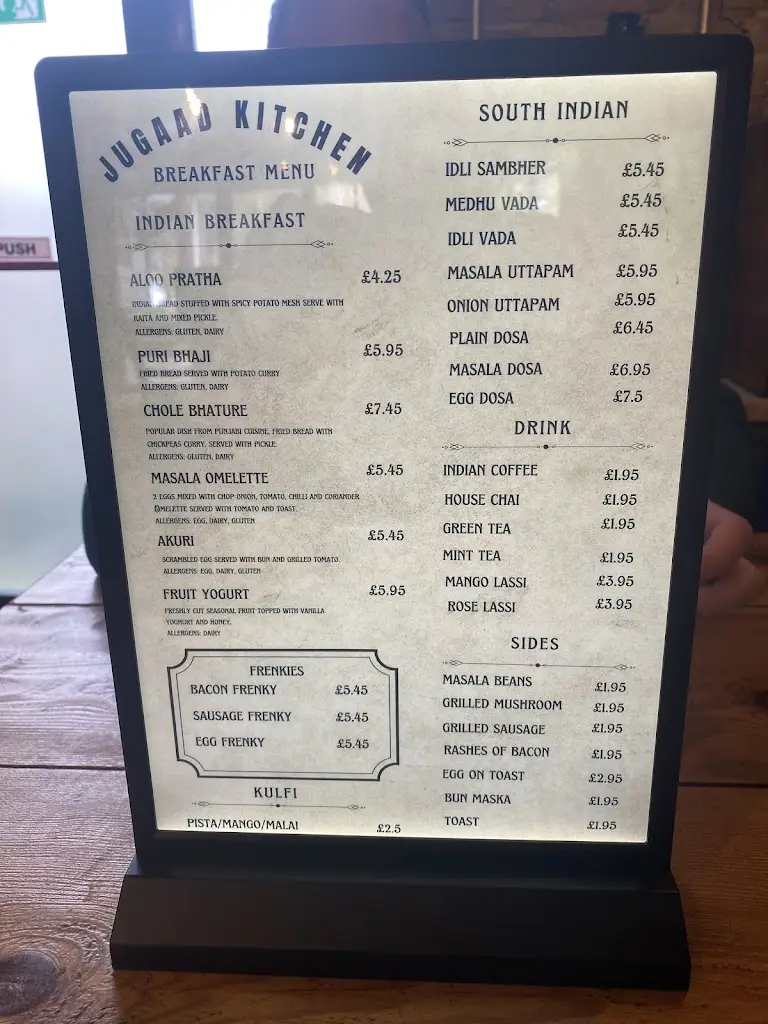 PUSH
JUGAAD KITCHEN
BREAKFAST MENU
INDIAN BREAKFAST
ALOO PRATHA £4.25
INDIAN BREAD STUFFED WITH SPICY POTATO MESH SERVE WITH
RAITA AND MIXED PICKLE.
ALLERGENS: GLUTEN, DAIRY
PURI BHAJI £5.95
FRIED BREAD SERVED WITH POTATO CURRY
ALLERGENS: GLUTEN, DAIRY
CHOLE BHATURE £7.45
POPULAR DISH FROM PUNJABI CUISINE, FRIED BREAD WITH
CHICKPEAS CURRY, SERVED WITH PICKLE.
ALLERGENS: GLUTEN, DAIRY
MASALA OMELETTE £5.45
2 EGGS MIXED WITH CHOP ONION, TOMATO, CHILLI AND CORIANDER
OMELETTE SERVED WITH TOMATO AND TOAST.
ALLERGENS: EGG, DAIRY, GLUTEN
AKURI £5.45
SCRAMBLED EGG SERVED WITH BUN AND GRILLED TOMATO.
ALLERGENS: EGG, DAIRY, GLUTEN
FRUIT YOGURT £5.95
FRESHLY CUT SEASONAL FRUIT TOPPED WITH VANILLA
YOGHURT AND HONEY.
ALLERGENS: DAIRY
FRENKIES
BACON FRENKY £5.45
SAUSAGE FRENKY £5.45
EGG FRENKY £5.45
KULFI
PISTA/MANGO/MALAI £2.5
SOUTH INDIAN
IDLI SAMBHER £5.45
MEDHU VADA £5.45
IDLI VADA £5.45
MASALA UTTAPAM £5.95
ONION UTTAPAM £5.95
PLAIN DOSA £6.45
MASALA DOSA £6.95
EGG DOSA £7.5
DRINK
INDIAN COFFEE £1.95
HOUSE CHAI £1.95
GREEN TEA £1.95
MINT TEA £1.95
MANGO LASSI £3.95
ROSE LASSI £3.95
SIDES
MASALA BEANS £1.95
GRILLED MUSHROOM £1.95
GRILLED SAUSAGE £1.95
RASHES OF BACON £1.95
EGG ON TOAST £2.95
BUN MASKA £1.95
TOAST £1.95